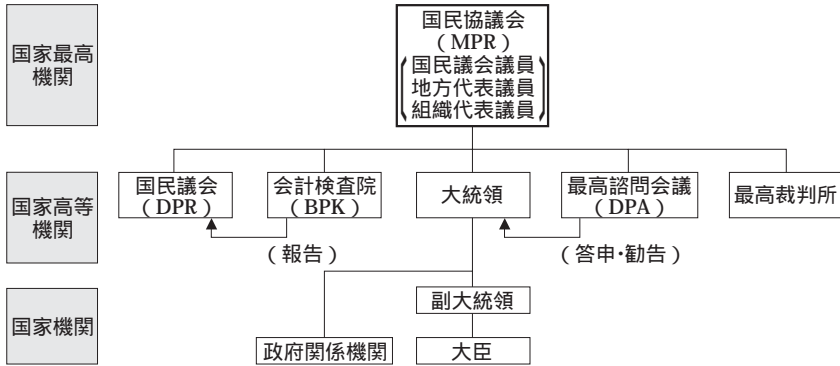 国家最高
機関
国民協議会
(MPR)
国民議会議員
地方代表議員
組織代表議員
国家高等
機関
国民議会
(DPR)
会計検査院
(BPK)
大統領
最高諮問会議
(DPA)
最高裁判所
(報告)
(答申・勧告)
国家機関
副大統領
政府関係機関
大臣